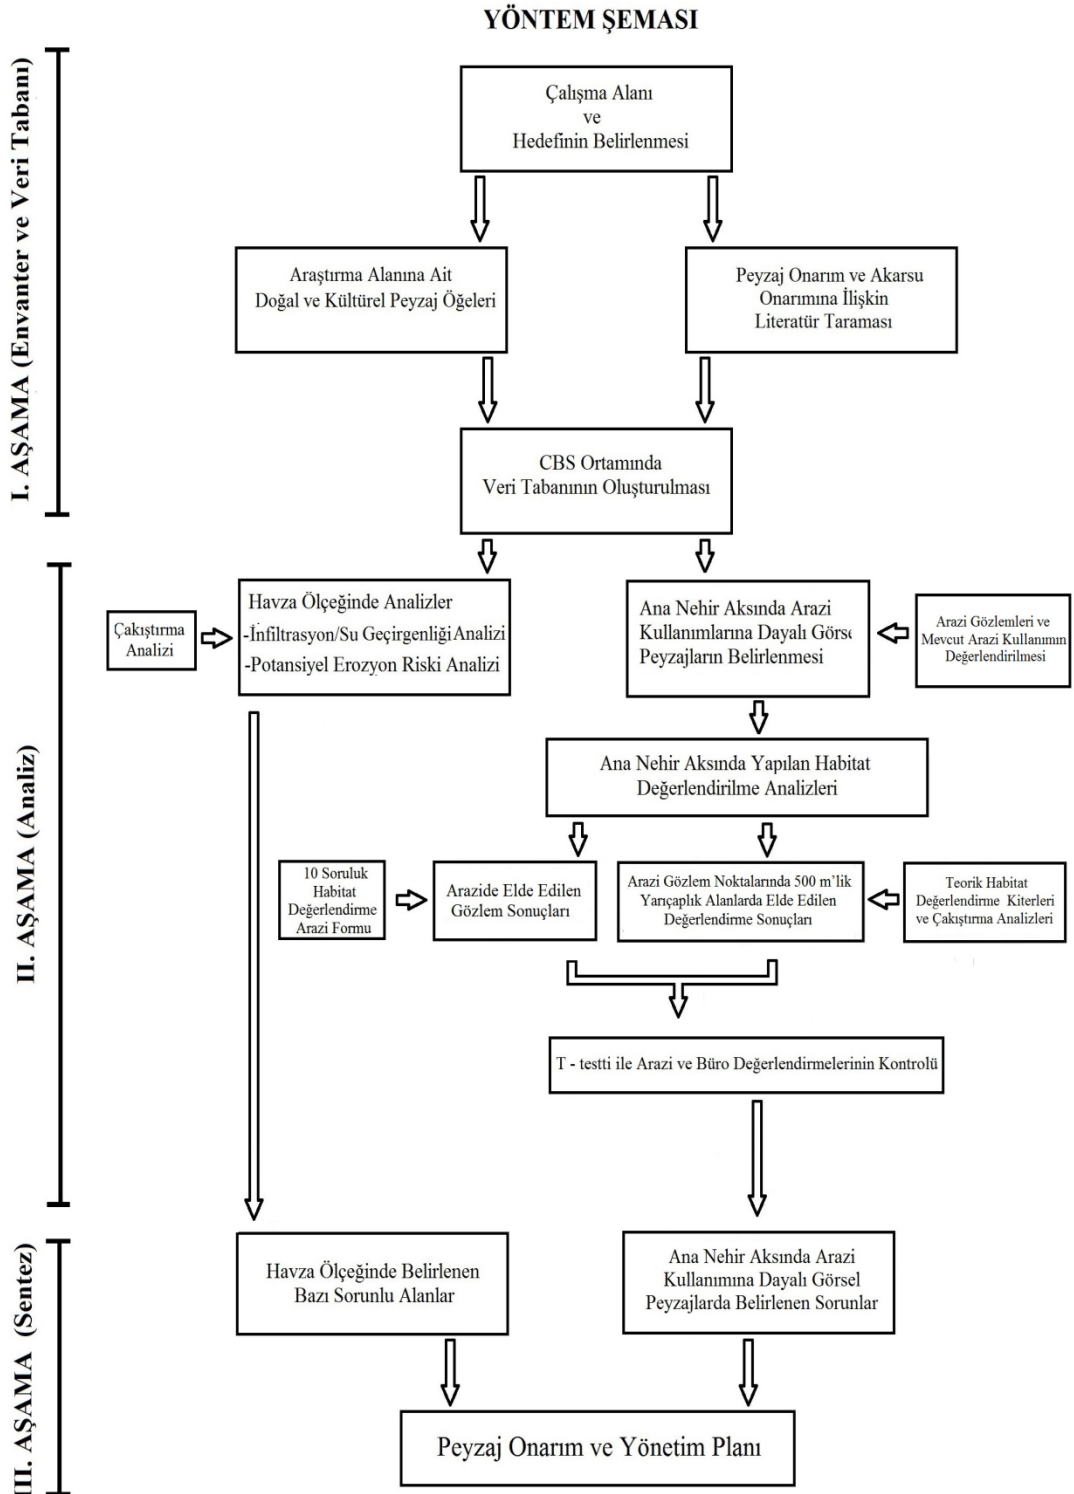 YÖNTEM ŞEMASI
I. AŞAMA (Envanter ve Veri Tabanı)
Çalışma Alanı
ve
Hedefinin Belirlenmesi
Araştırma Alanına Ait
Doğal ve Kültürel Peyzaj Öğeleri
Peyzaj Onarım ve Akarsu
Onarımına İlişkin
Literatür Taraması
CBS Ortamında
Veri Tabanının Oluşturulması
II. AŞAMA (Analiz)
Çakıştırma
Analizi
Havza Ölçeğinde Analizler
-İnfiltrasyon/Su Geçirgenliği Analizi
-Potansiyel Erozyon Riski Analizi
Ana Nehir Aksında Arazi
Kullanımlarına Dayalı Görse
Peyzajların Belirlenmesi
Arazi Gözlemleri ve
Mevcut Arazi Kullanımın
Değerlendirilmesi
Ana Nehir Aksında Yapılan Habitat
Değerlendirilme Analizleri
10 Soruluk
Habitat
Değerlendirme
Arazi Formu
Arazide Elde Edilen
Gözlem Sonuçları
Arazi Gözlem Noktalarında 500 m'lik
Yarıçaplık Alanlarda Elde Edilen
Değerlendirme Sonuçları
Teorik Habitat
Değerlendirme Kiterleri
ve Çakıştırma Analizleri
T - testti ile Arazi ve Büro Değerlendirmelerinin Kontrolü
III. AŞAMA (Sentez)
Havza Ölçeğinde Belirlenen
Bazı Sorunlu Alanlar
Ana Nehir Aksında Arazi
Kullanımına Dayalı Görsel
Peyzajlarda Belirlenen Sorunlar
Peyzaj Onarım ve Yönetim Planı